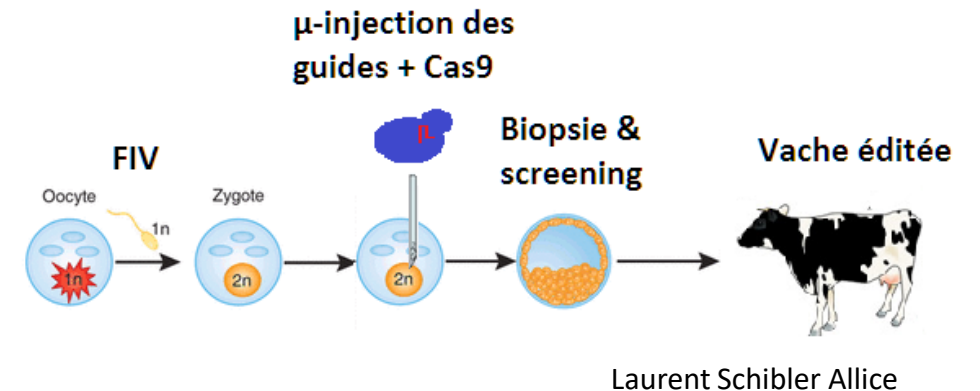 µ-injection des
guides + Cas9
FIV
Biopsie &
screening
Vache éditée
Oocyte
1n
Zygote
1n
2n
2n
Laurent Schibler Allice